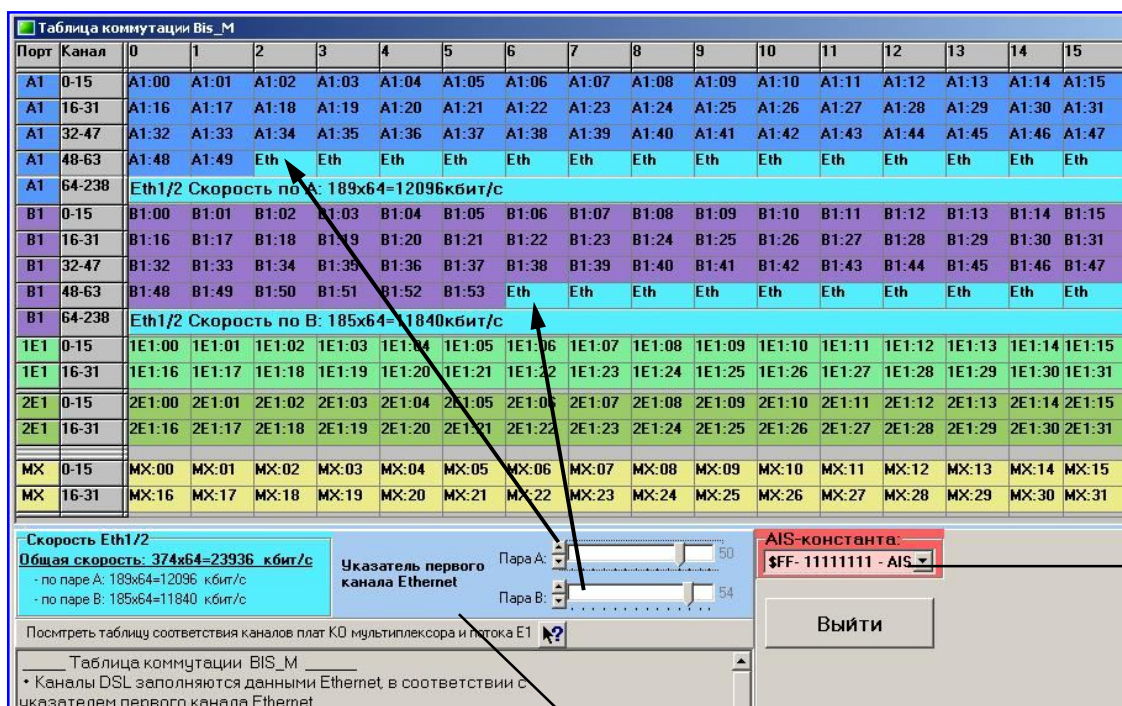 Таблица коммутации Bis_M
Порт Канал 0 1 2 3 4 5 6 7 8 9 10 11 12 13 14 15
A1 0-15 A1:00 A1:01 A1:02 A1:03 A1:04 A1:05 A1:06 A1:07 A1:08 A1:09 A1:10 A1:11 A1:12 A1:13 A1:14 A1:15
A1 16-31 A1:16 A1:17 A1:18 A1:19 A1:20 A1:21 A1:22 A1:23 A1:24 A1:25 A1:26 A1:27 A1:28 A1:29 A1:30 A1:31
A1 32-47 A1:32 A1:33 A1:34 A1:35 A1:36 A1:37 A1:38 A1:39 A1:40 A1:41 A1:42 A1:43 A1:44 A1:45 A1:46 A1:47
A1 48-63 A1:48 A1:49 Eth Eth Eth Eth Eth Eth Eth Eth Eth Eth Eth Eth Eth Eth
A1 64-238 Eth1/2 Скорость по А: 189x64=12096кбит/с
B1 0-15 B1:00 B1:01 B1:02 B1:03 B1:04 B1:05 B1:06 B1:07 B1:08 B1:09 B1:10 B1:11 B1:12 B1:13 B1:14 B1:15
B1 16-31 B1:16 B1:17 B1:18 B1:19 B1:20 B1:21 B1:22 B1:23 B1:24 B1:25 B1:26 B1:27 B1:28 B1:29 B1:30 B1:31
B1 32-47 B1:32 B1:33 B1:34 B1:35 B1:36 B1:37 B1:38 B1:39 B1:40 B1:41 B1:42 B1:43 B1:44 B1:45 B1:46 B1:47
B1 48-63 B1:48 B1:49 B1:50 B1:51 B1:52 B1:53 Eth Eth Eth Eth Eth Eth Eth Eth Eth Eth
B1 64-238 Eth1/2 Скорость по В: 185x64=11840кбит/с
1E1 0-15 1E1:00 1E1:01 1E1:02 1E1:03 1E1:04 1E1:05 1E1:06 1E1:07 1E1:08 1E1:09 1E1:10 1E1:11 1E1:12 1E1:13 1E1:14 1E1:15
1E1 16-31 1E1:16 1E1:17 1E1:18 1E1:19 1E1:20 1E1:21 1E1:22 1E1:23 1E1:24 1E1:25 1E1:26 1E1:27 1E1:28 1E1:29 1E1:30 1E1:31
2E1 0-15 2E1:00 2E1:01 2E1:02 2E1:03 2E1:04 2E1:05 2E1:06 2E1:07 2E1:08 2E1:09 2E1:10 2E1:11 2E1:12 2E1:13 2E1:14 2E1:15
2E1 16-31 2E1:16 2E1:17 2E1:18 2E1:19 2E1:20 2E1:21 2E1:22 2E1:23 2E1:24 2E1:25 2E1:26 2E1:27 2E1:28 2E1:29 2E1:30 2E1:31
MX 0-15 MX:00 MX:01 MX:02 MX:03 MX:04 MX:05 MX:06 MX:07 MX:08 MX:09 MX:10 MX:11 MX:12 MX:13 MX:14 MX:15
MX 16-31 MX:16 MX:17 MX:18 MX:19 MX:20 MX:21 MX:22 MX:23 MX:24 MX:25 MX:26 MX:27 MX:28 MX:29 MX:30 MX:31
Скорость Eth1/2
Общая скорость: 374x64=23936 кбит/с
- по паре А: 189x64=12096 кбит/с
- по паре В: 185x64=11840 кбит/с
Указатель первого
канала Ethernet
Пара А: 50
Пара В: 54
AIS-константа:
$FF- 11111111 - AIS
Выйти
Посмтреть таблицу соответствия каналов плат КО мультиплексора и потока Е1
_____ Таблица коммутации BIS_M _____
• Каналы DSL заполняются данными Ethernet, в соответствии с
указателем первого канала Ethernet